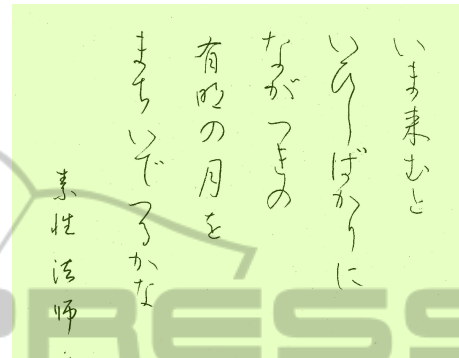 いま来むと
いひしばかりに
ながつきの
有明の月を
まちいでつるかな
素性法師
PRESS